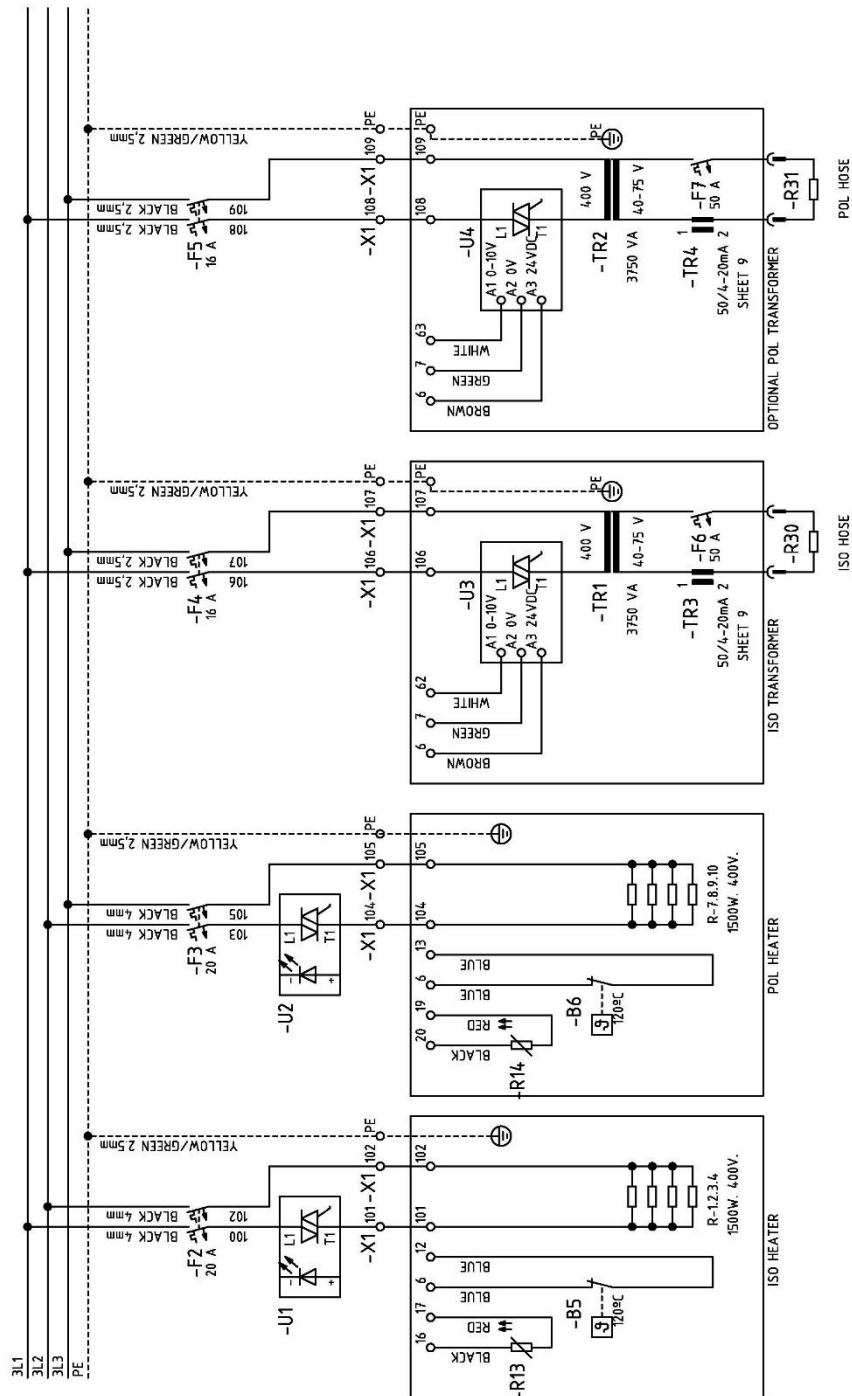 3L1
3L2
3L3
PE
-F2
20 A
BLACK 4mm
BLACK 4mm
100
102
YELLOW/GREEN 2.5mm
-U1
-
+
L1
T1
-X1
101
-X1
102
PE
16
17
6
12
101
102
BLACK
RED
BLUE
BLUE
-R13
-B5
ϑ
120ºC
R-1.2.3.4
1500W. 400V.
ISO HEATER
-F3
20 A
BLACK 4mm
BLACK 4mm
103
105
YELLOW/GREEN 2,5mm
-U2
-
+
L1
T1
-X1
104
-X1
105
PE
20
19
6
13
104
105
BLACK
RED
BLUE
BLUE
-R14
-B6
ϑ
120ºC
R-7.8.9.10
1500W. 400V.
POL HEATER
-F4
16 A
BLACK 2,5mm
BLACK 2,5mm
106
107
YELLOW/GREEN 2,5mm
-X1
106
-X1
107
PE
6
7
62
106
107
PE
BROWN
GREEN
WHITE
-U3
A1 0-10V
A2 0V
A3 24VDC
L1
T1
PE
-TR1
400 V
3750 VA
40-75 V
-TR3
1
2
50/4-20mA
SHEET 9
-F6
50 A
ISO TRANSFORMER
-R30
ISO HOSE
-F5
16 A
BLACK 2,5mm
BLACK 2,5mm
108
109
YELLOW/GREEN 2,5mm
-X1
108
-X1
109
PE
6
7
63
108
109
PE
BROWN
GREEN
WHITE
-U4
A1 0-10V
A2 0V
A3 24VDC
L1
T1
PE
-TR2
400 V
3750 VA
40-75 V
-TR4
1
2
50/4-20mA
SHEET 9
-F7
50 A
OPTIONAL POL TRANSFORMER
-R31
POL HOSE